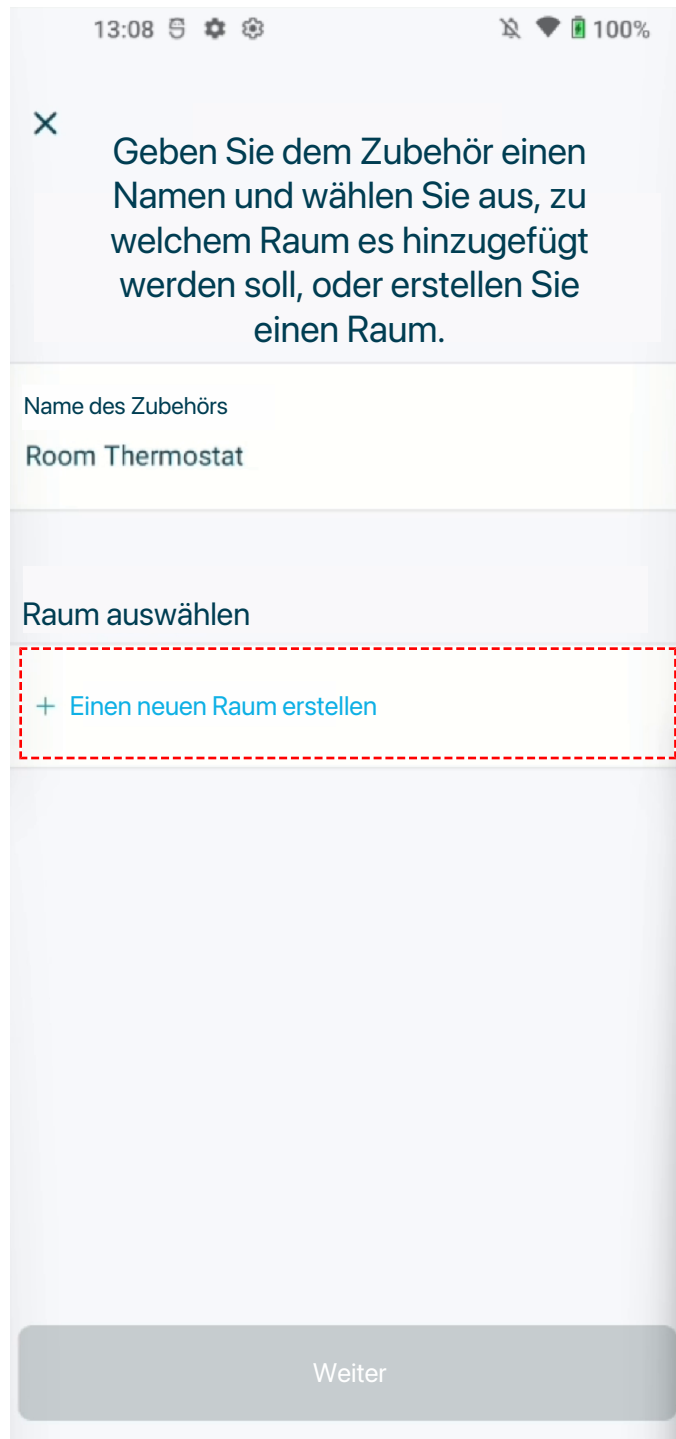 13:08 100%
Geben Sie dem Zubehör einen
Namen und wählen Sie aus, zu
welchem Raum es hinzugefügt
werden soll, oder erstellen Sie
einen Raum.
Name des Zubehörs
Room Thermostat
Raum auswählen
+ Einen neuen Raum erstellen
Weiter